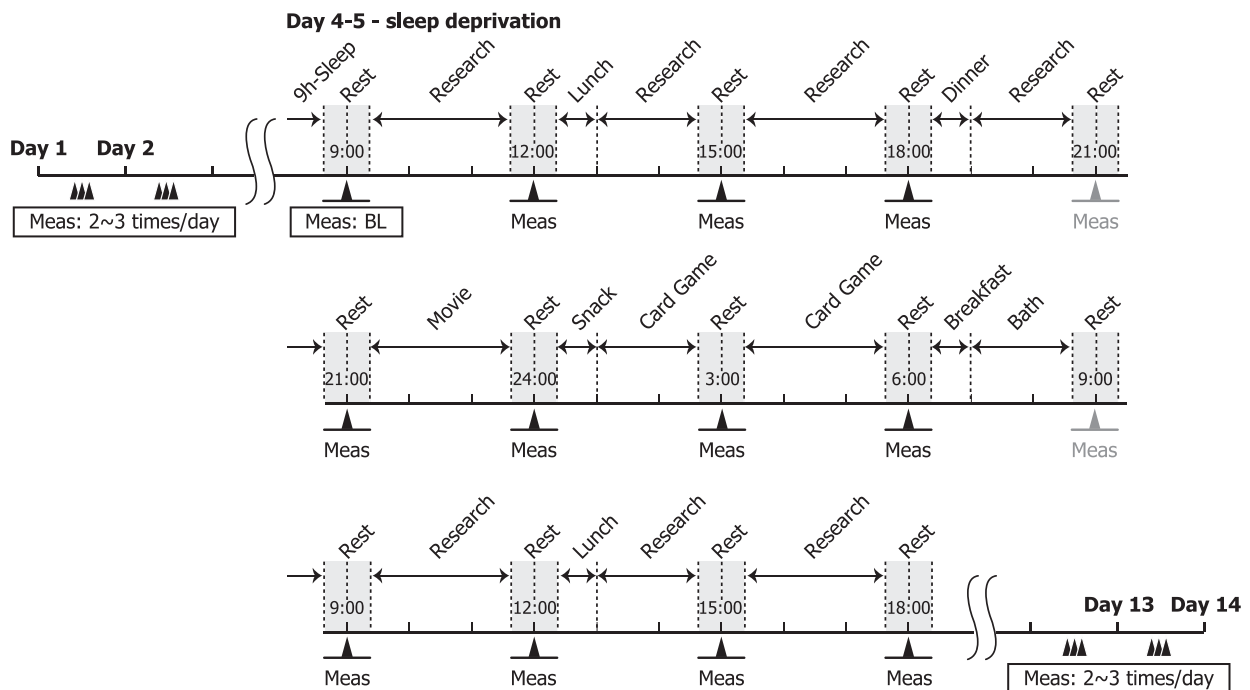 Day 4-5 - sleep deprivation
9h-Sleep Rest Research Rest Lunch Research Rest Research Rest Dinner Research Rest
Day 1 Day 2 9:00 12:00 15:00 18:00 21:00
Meas: 2~3 times/day Meas: BL Meas Meas Meas Meas
Rest Movie Rest Snack Card Game Rest Card Game Rest Breakfast Bath Rest
21:00 24:00 3:00 6:00 9:00
Meas Meas Meas Meas Meas
Rest Research Rest Lunch Research Rest Research Rest
9:00 12:00 15:00 18:00 Day 13 Day 14
Meas Meas Meas Meas Meas: 2~3 times/day